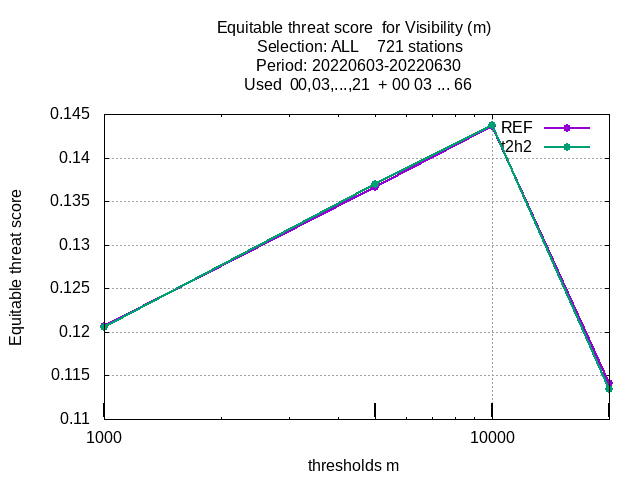 Equitable threat score  for Visibility (m)
Selection: ALL    721 stations
Period: 20220603-20220630
Used  00,03,...,21  + 00 03 ... 66
0.145
0.14
0.135
0.13
0.125
0.12
0.115
0.11
Equitable threat score
REF
t2h2
1000
10000
thresholds m